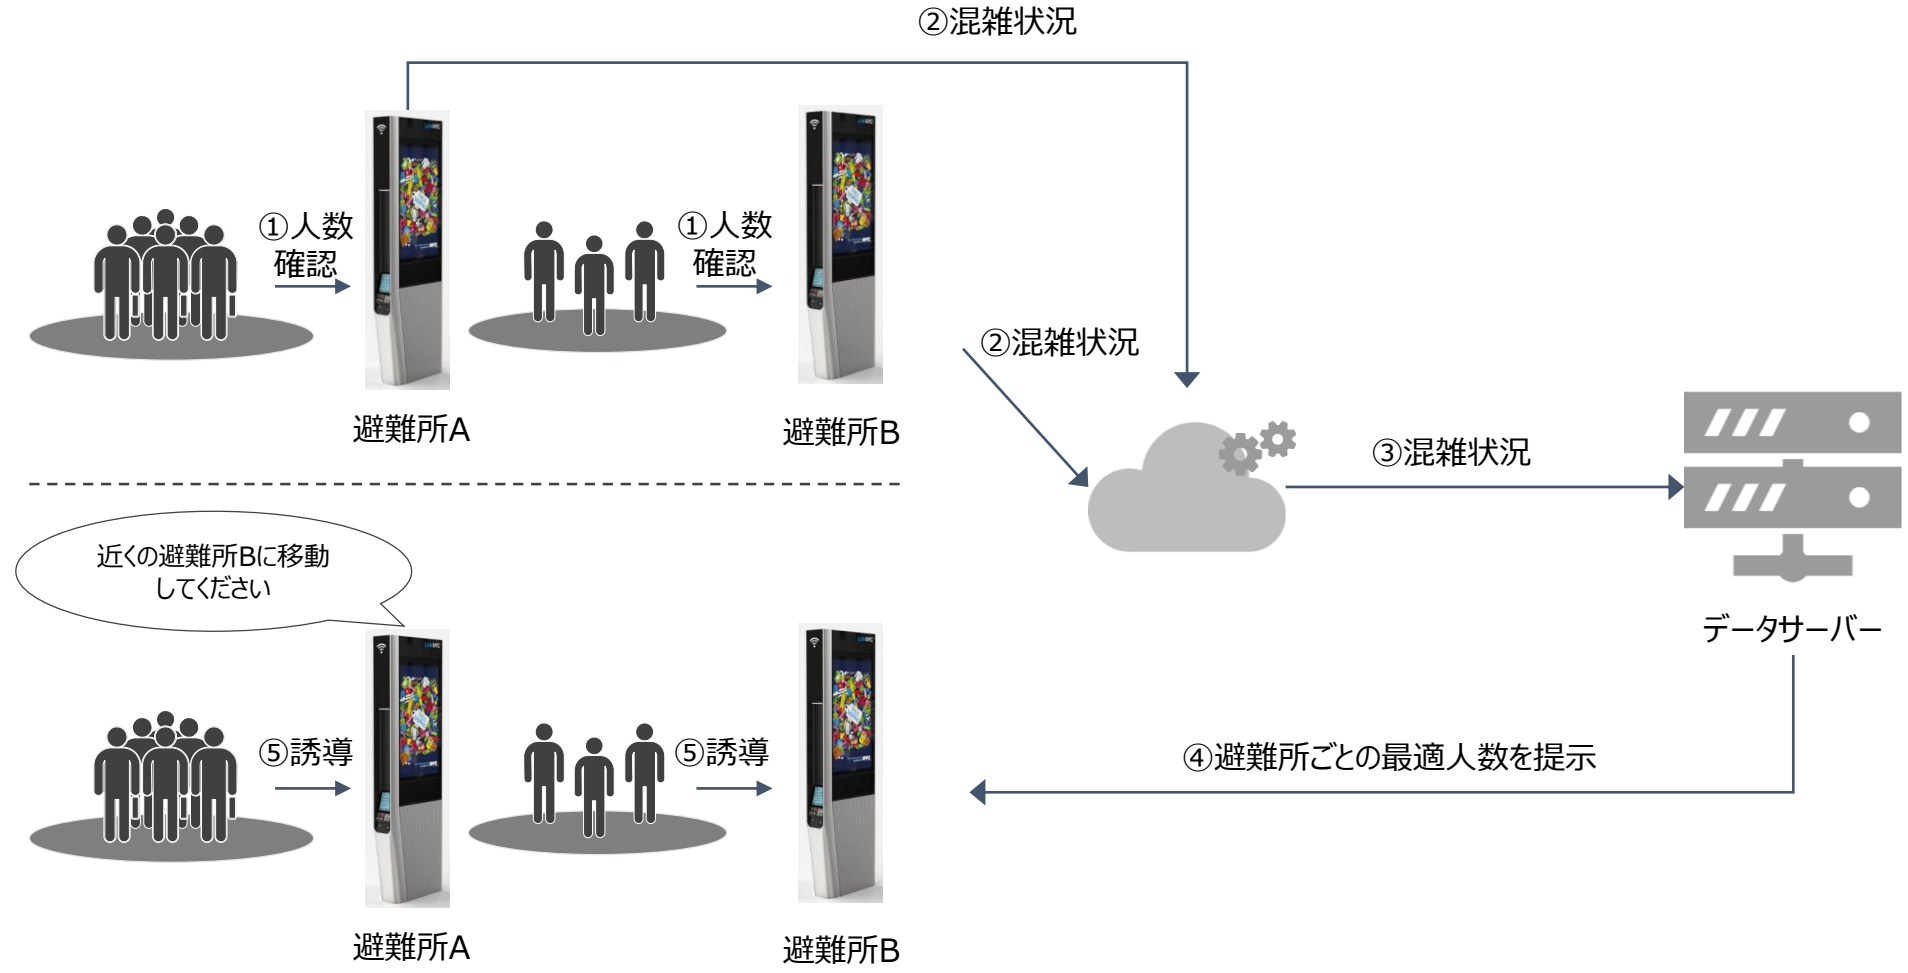 ②混雑状況
①人数
確認
①人数
確認
②混雑状況
避難所A
避難所B
③混雑状況
近くの避難所Bに移動
してください
データサーバー
⑤誘導
⑤誘導
④避難所ごとの最適人数を提示
避難所A
避難所B